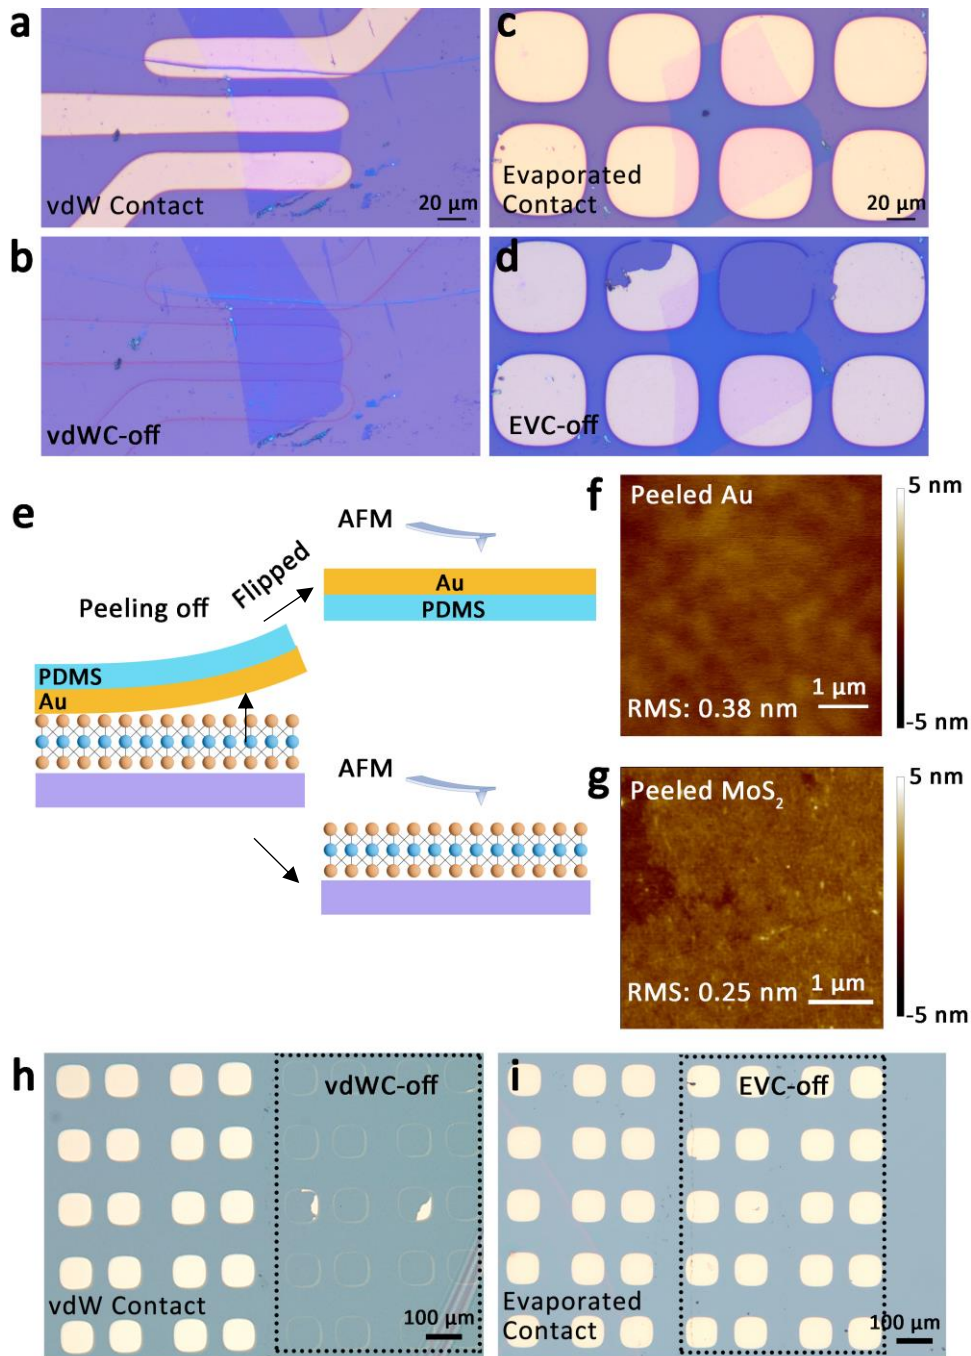 a
vdW Contact
20 μm
c
Evaporated
Contact
20 μm
b
vdWC-off
d
EVC-off
e
Peeling off
Flipped
PDMS
Au
AFM
Au
PDMS
AFM
f
Peeled Au
RMS: 0.38 nm
1 μm
5 nm
-5 nm
g
Peeled MoS₂
RMS: 0.25 nm
1 μm
5 nm
-5 nm
h
vdWC-off
vdW Contact
100 μm
i
EVC-off
Evaporated
Contact
100 μm